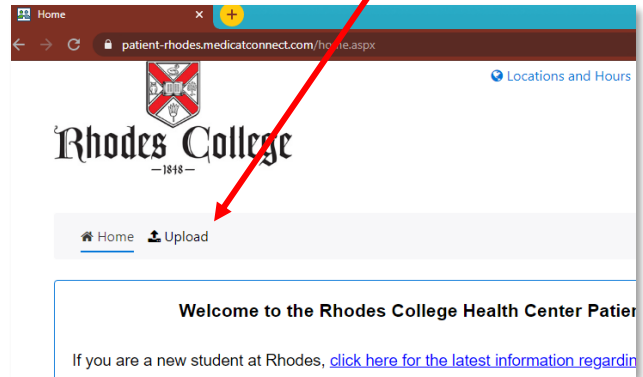 Home
patient-rhodes.medicatconnect.com/home.aspx
Locations and Hours
Rhodes College
—1848—
Home Upload
Welcome to the Rhodes College Health Center Patien
If you are a new student at Rhodes, click here for the latest information regardin